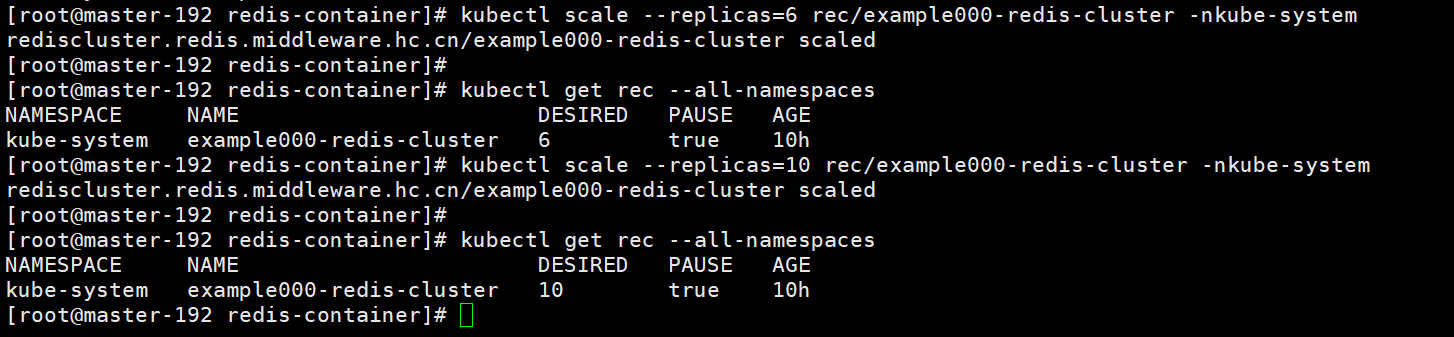 [root@master-192 redis-container]# kubectl scale --replicas=6 rec/example000-redis-cluster -nkube-system
rediscluster.redis.middleware.hc.cn/example000-redis-cluster scaled
[root@master-192 redis-container]#
[root@master-192 redis-container]# kubectl get rec --all-namespaces
NAMESPACE     NAME                       DESIRED   PAUSE   AGE
kube-system   example000-redis-cluster   6         true    10h
[root@master-192 redis-container]# kubectl scale --replicas=10 rec/example000-redis-cluster -nkube-system
rediscluster.redis.middleware.hc.cn/example000-redis-cluster scaled
[root@master-192 redis-container]#
[root@master-192 redis-container]# kubectl get rec --all-namespaces
NAMESPACE     NAME                       DESIRED   PAUSE   AGE
kube-system   example000-redis-cluster   10        true    10h
[root@master-192 redis-container]#